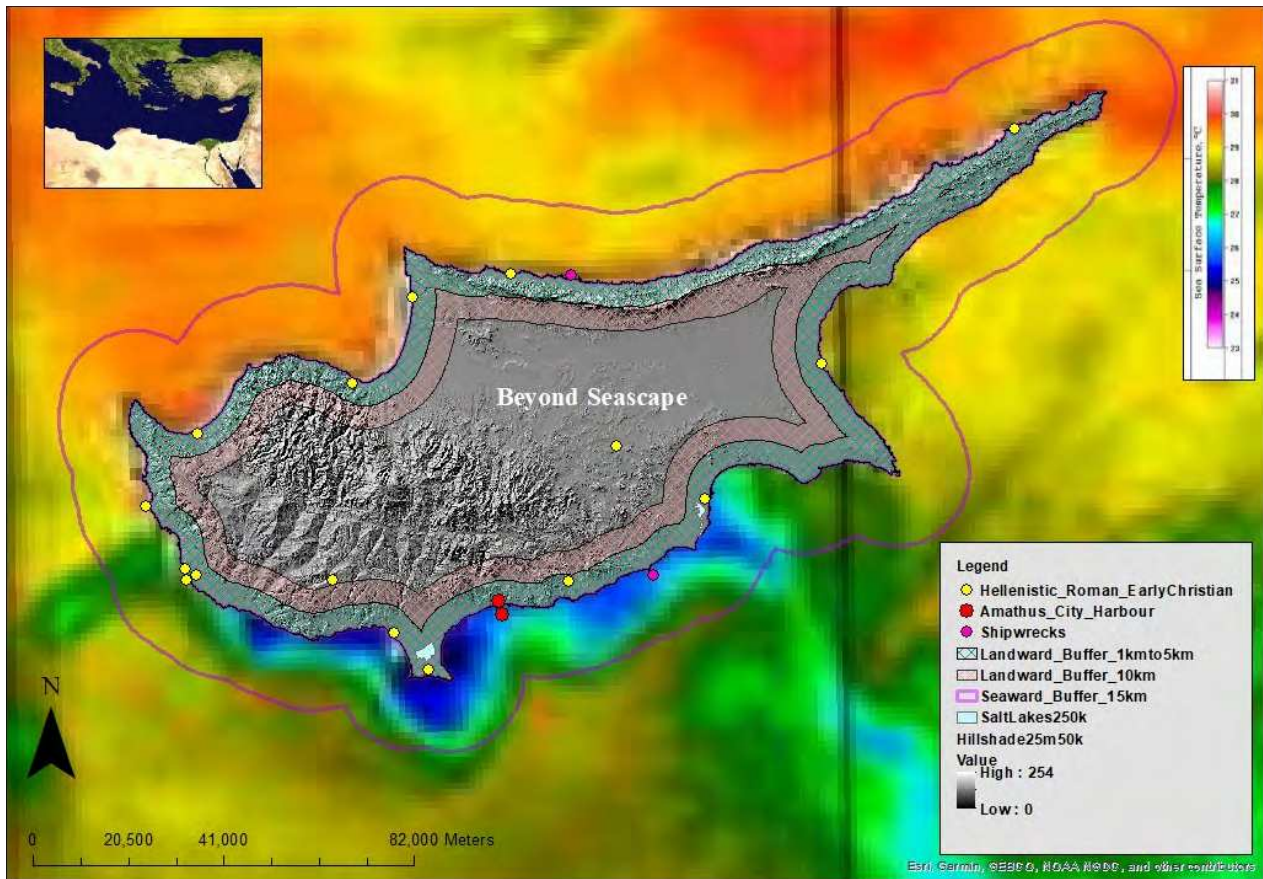 Sea Surface Temperature, °C
31
30
29
28
27
26
25
24
23
Beyond Seascape
N
0 20,500 41,000 82,000 Meters
Legend
Hellenistic_Roman_EarlyChristian
Amathus_City_Harbour
Shipwrecks
Landward_Buffer_1kmto5km
Landward_Buffer_10km
Seaward_Buffer_15km
SaltLakes250k
Hillshade25m50k
Value
High : 254
Low : 0
Esri, Garmin, GEBCO, NOAA NGDC, and other contributors